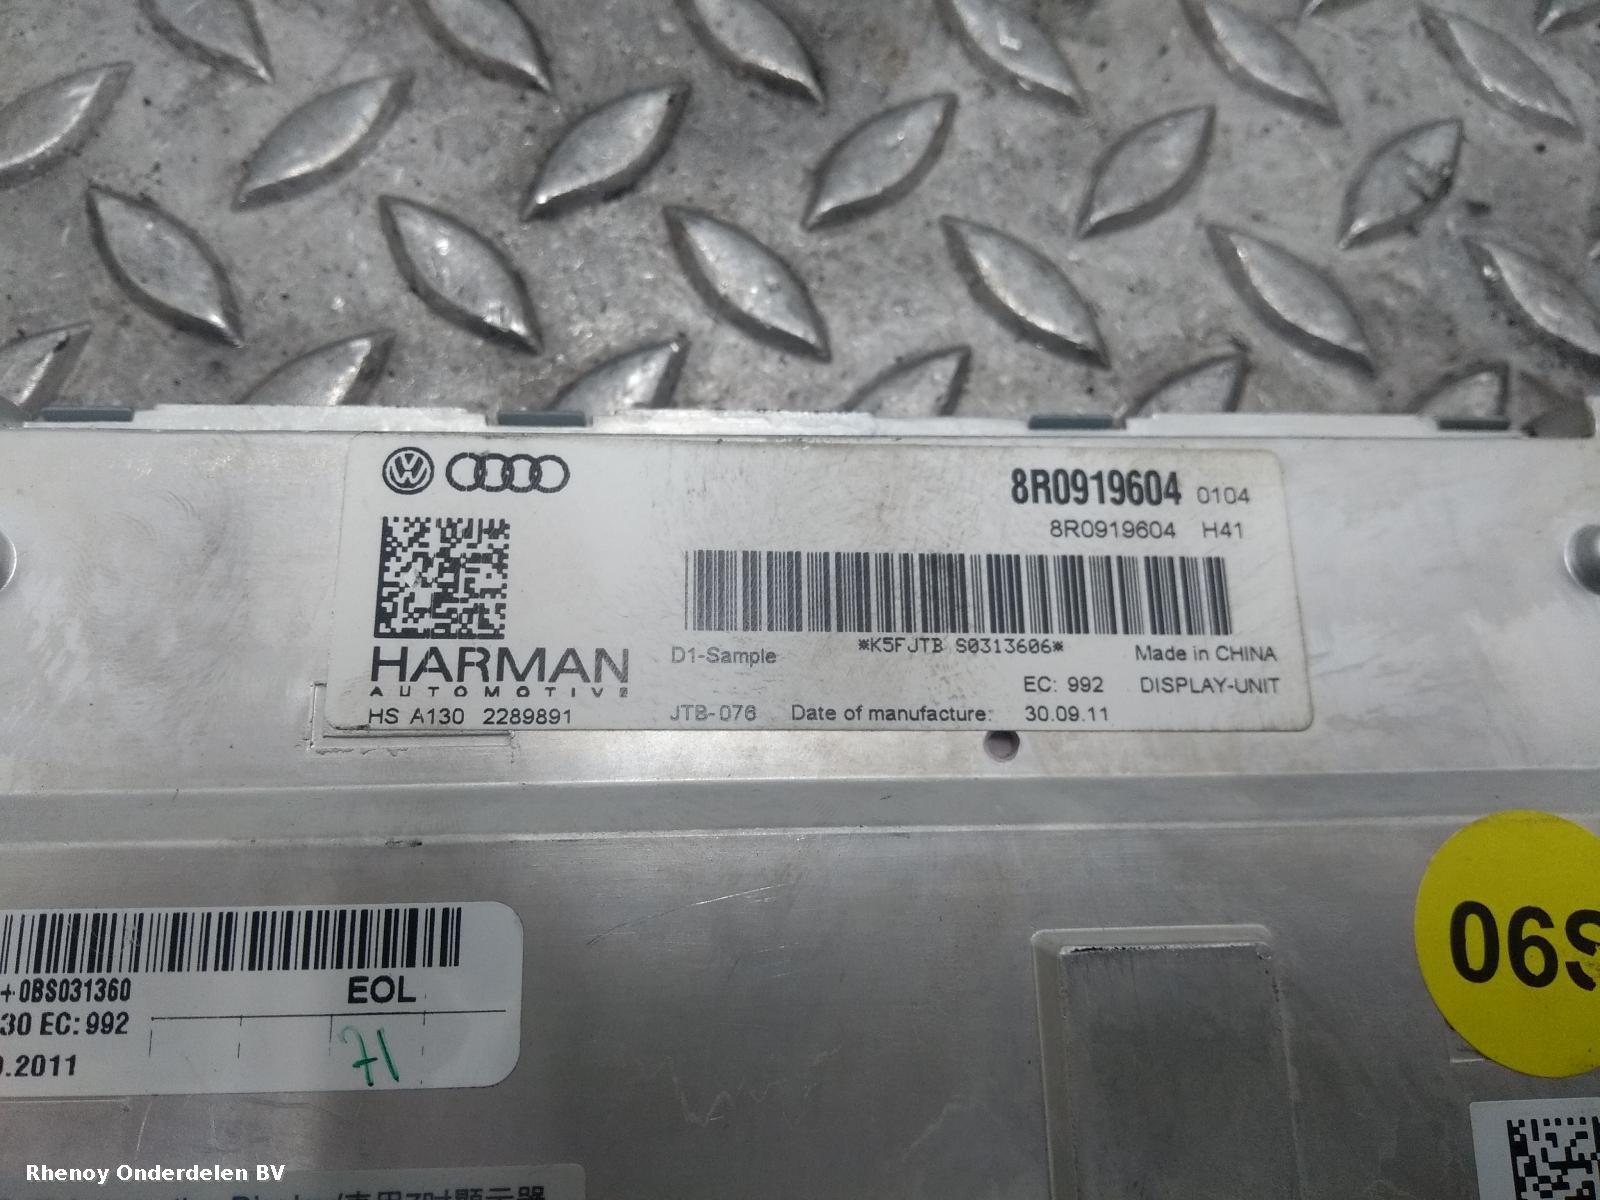 8R0919604 0104
8R0919604 H41
HARMAN
AUTOMOTIVE
D1-Sample *K5FJTB S0313606* Made in CHINA
EC: 992 DISPLAY-UNIT
HS A130 2289891 JTB-076 Date of manufacture: 30.09.11
+0BS031360 EOL
30 EC: 992
.2011 71
06S
Rhenoy Onderdelen BV